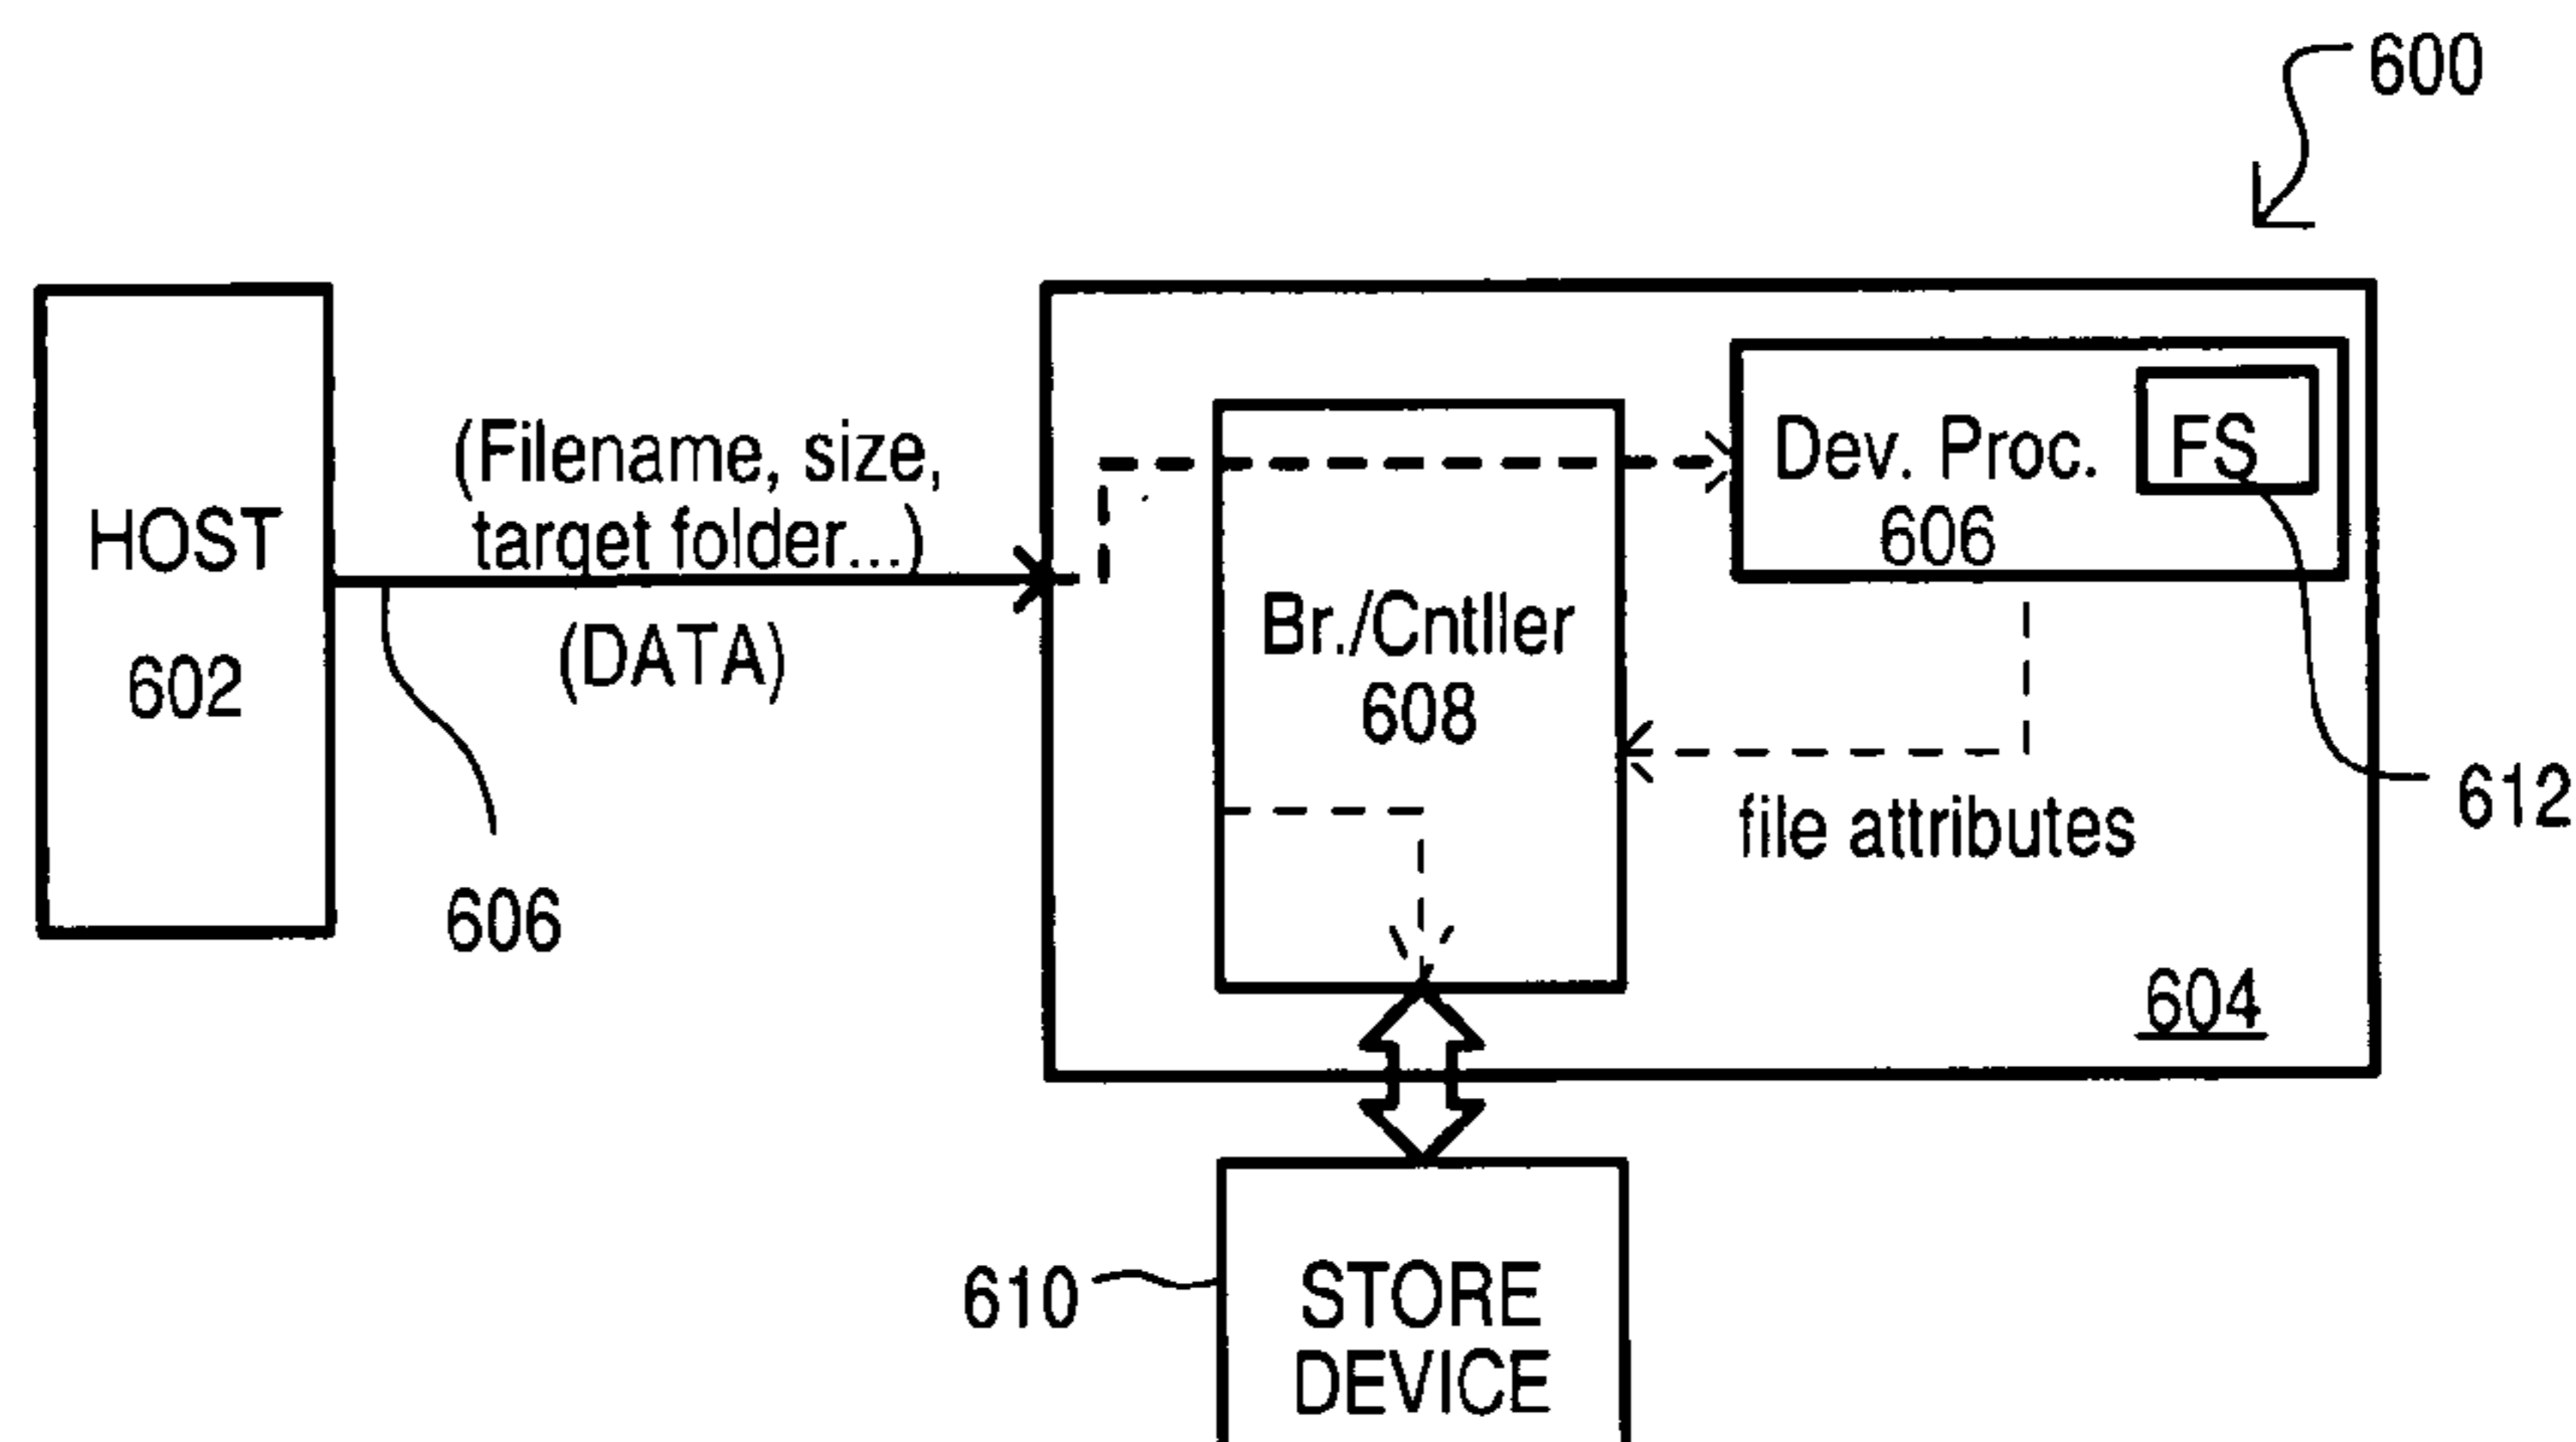 600
HOST
602
(Filename, size,
target folder...)
(DATA)
606
Dev. Proc.
606
FS
Br./Cntller
608
file attributes
612
604
610
STORE
DEVICE